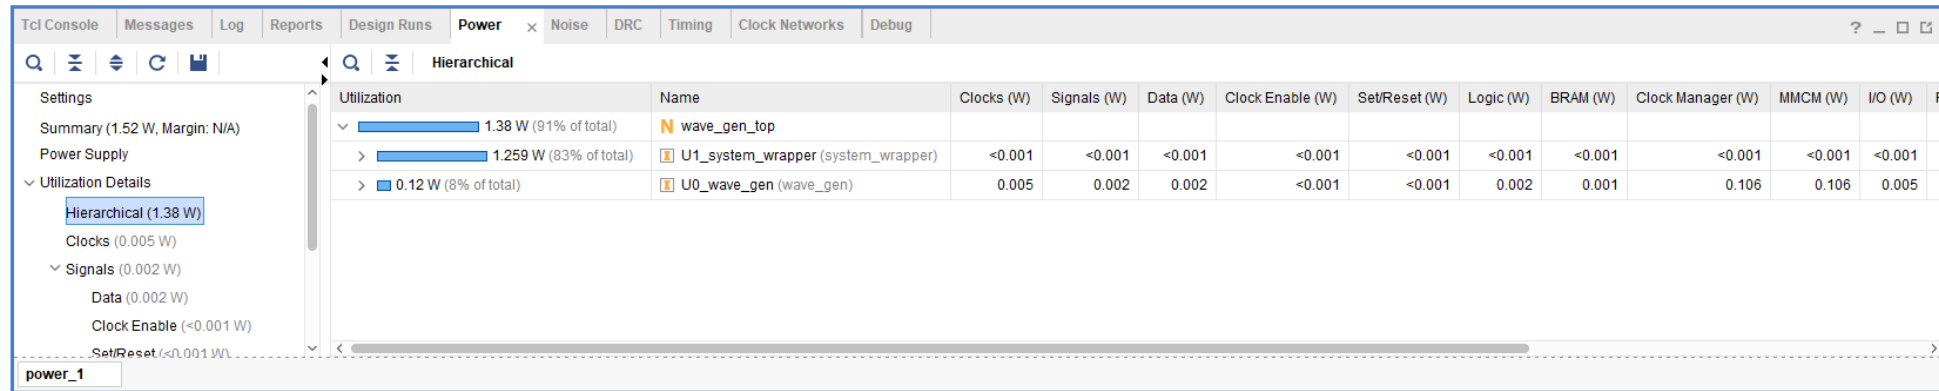 Tcl Console Messages Log Reports Design Runs Power × Noise DRC Timing Clock Networks Debug ?
Hierarchical
Settings
Summary (1.52 W, Margin: N/A)
Power Supply
Utilization Details
Hierarchical (1.38 W)
Clocks (0.005 W)
Signals (0.002 W)
Data (0.002 W)
Clock Enable (<0.001 W)
Set/Reset (<0.001 W)
Utilization Name Clocks (W) Signals (W) Data (W) Clock Enable (W) Set/Reset (W) Logic (W) BRAM (W) Clock Manager (W) MMCM (W) I/O (W)
1.38 W (91% of total) N wave_gen_top
1.259 W (83% of total) I U1_system_wrapper (system_wrapper) <0.001 <0.001 <0.001 <0.001 <0.001 <0.001 <0.001 <0.001 <0.001 <0.001
0.12 W (8% of total) I U0_wave_gen (wave_gen) 0.005 0.002 0.002 <0.001 <0.001 0.002 0.001 0.106 0.106 0.005
power_1